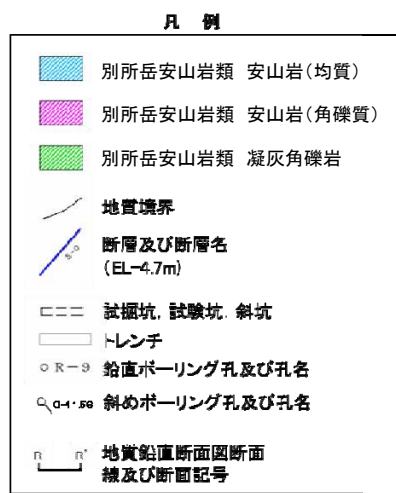 凡 例
別所岳安山岩類 安山岩(均質)
別所岳安山岩類 安山岩(角礫質)
別所岳安山岩類 凝灰角礫岩
地質境界
断層及び断層名
(EL-4.7m)
試掘坑, 試験坑, 斜坑
トレンチ
R-9 鉛直ボーリング孔及び孔名
斜めボーリング孔及び孔名
R R' 地質鉛直断面図断面
線及び断面記号